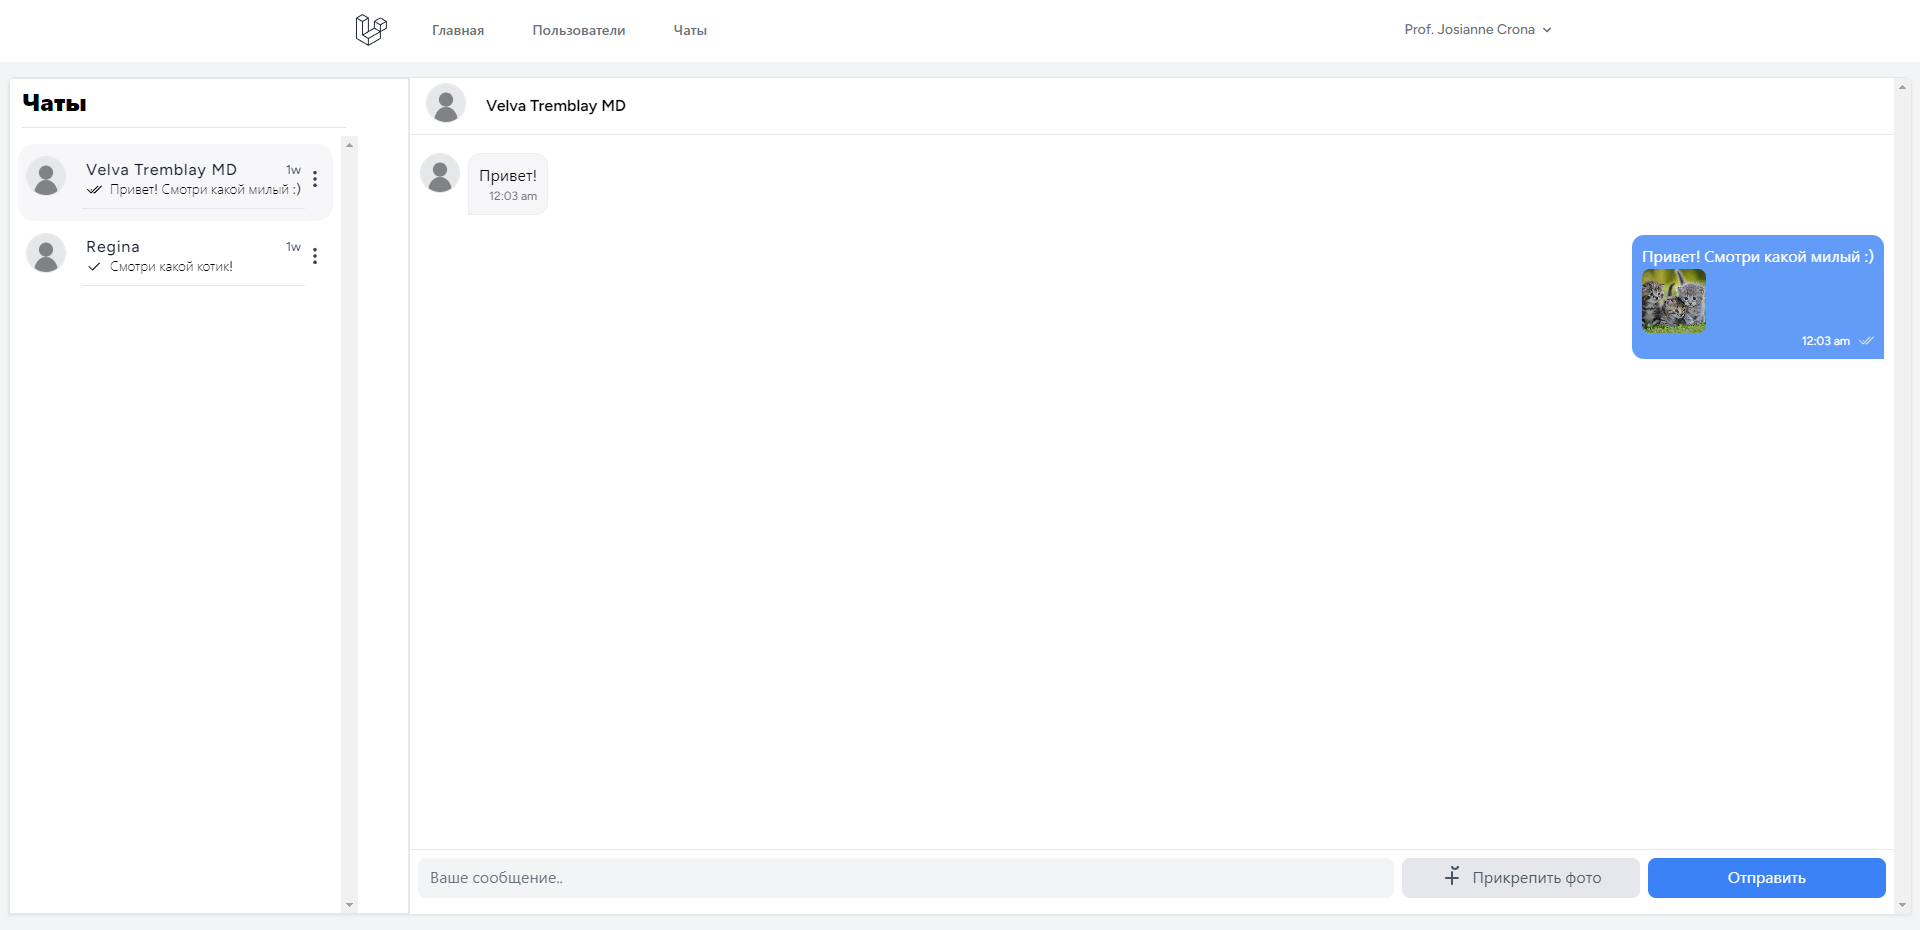 Главная
Пользователи
Чаты
Prof. Josianne Crona
Чаты
Velva Tremblay MD
1w
Привет! Смотри какой милый :)
Regina
1w
Смотри какой котик!
Velva Tremblay MD
Привет!
12:03 am
Привет! Смотри какой милый :)
12:03 am
Ваше сообщение..
Прикрепить фото
Отправить